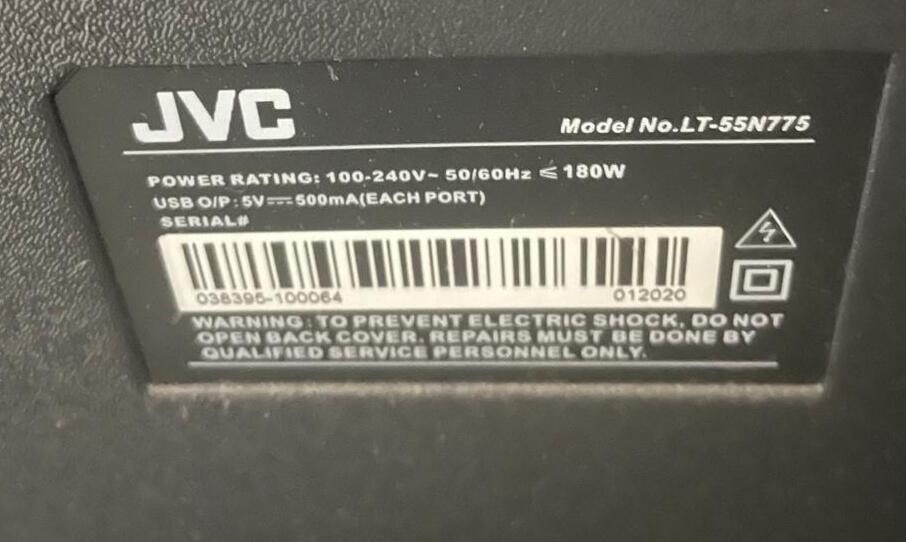 JVC
Model No.LT-55N775
POWER RATING: 100-240V~ 50/60Hz ≤180W
USB O/P: 5V⎓500mA(EACH PORT)
SERIAL#
038395-100064 012020
WARNING: TO PREVENT ELECTRIC SHOCK, DO NOT
OPEN BACK COVER. REPAIRS MUST BE DONE BY
QUALIFIED SERVICE PERSONNEL ONLY.